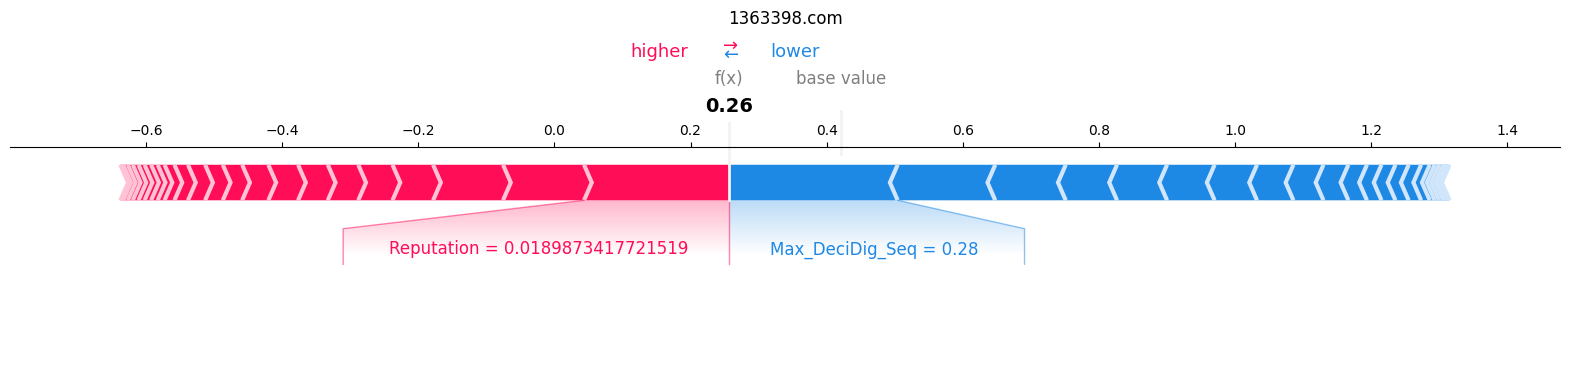 1363398.com
higher ⇄ lower
f(x) base value
0.26
−0.6 −0.4 −0.2 0.0 0.2 0.4 0.6 0.8 1.0 1.2 1.4
Reputation = 0.0189873417721519 Max_DeciDig_Seq = 0.28